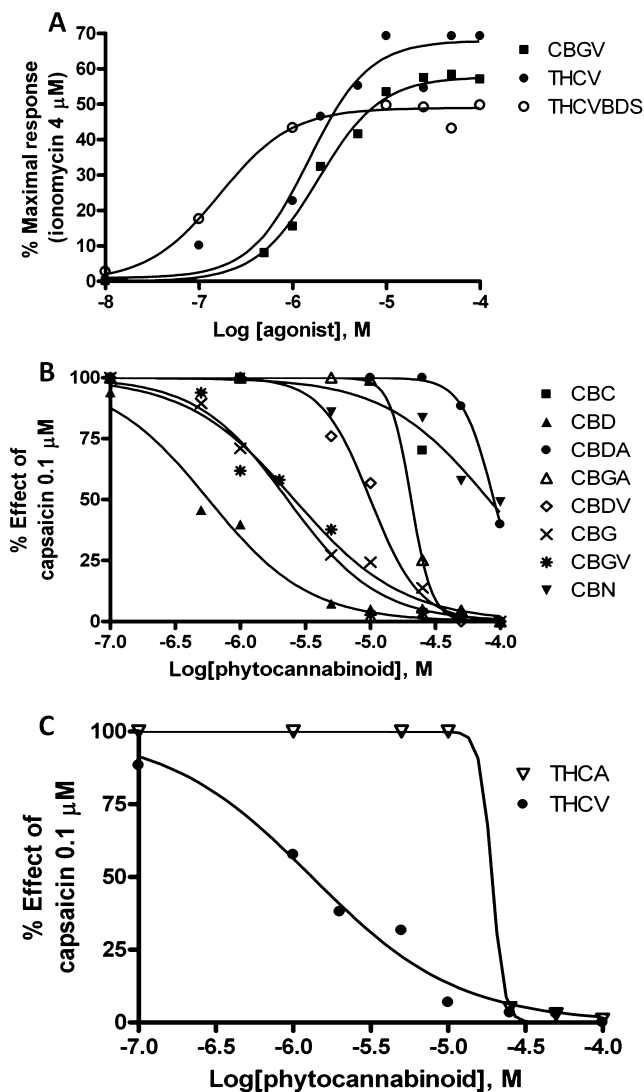 A
% Maximal response
(ionomycin 4 μM)
70
60
50
40
30
20
10
0
-8
-7
-6
-5
-4
Log [agonist], M
CBGV
THCV
THCVBDS
B
% Effect of
capsaicin 0.1 μM
100
75
50
25
0
-7.0
-6.5
-6.0
-5.5
-5.0
-4.5
-4.0
Log[phytocannabinoid], M
CBC
CBD
CBDA
CBGA
CBDV
CBG
CBGV
CBN
C
% Effect of
capsaicin 0.1 μM
100
75
50
25
0
-7.0
-6.5
-6.0
-5.5
-5.0
-4.5
-4.0
Log[phytocannabinoid], M
THCA
THCV